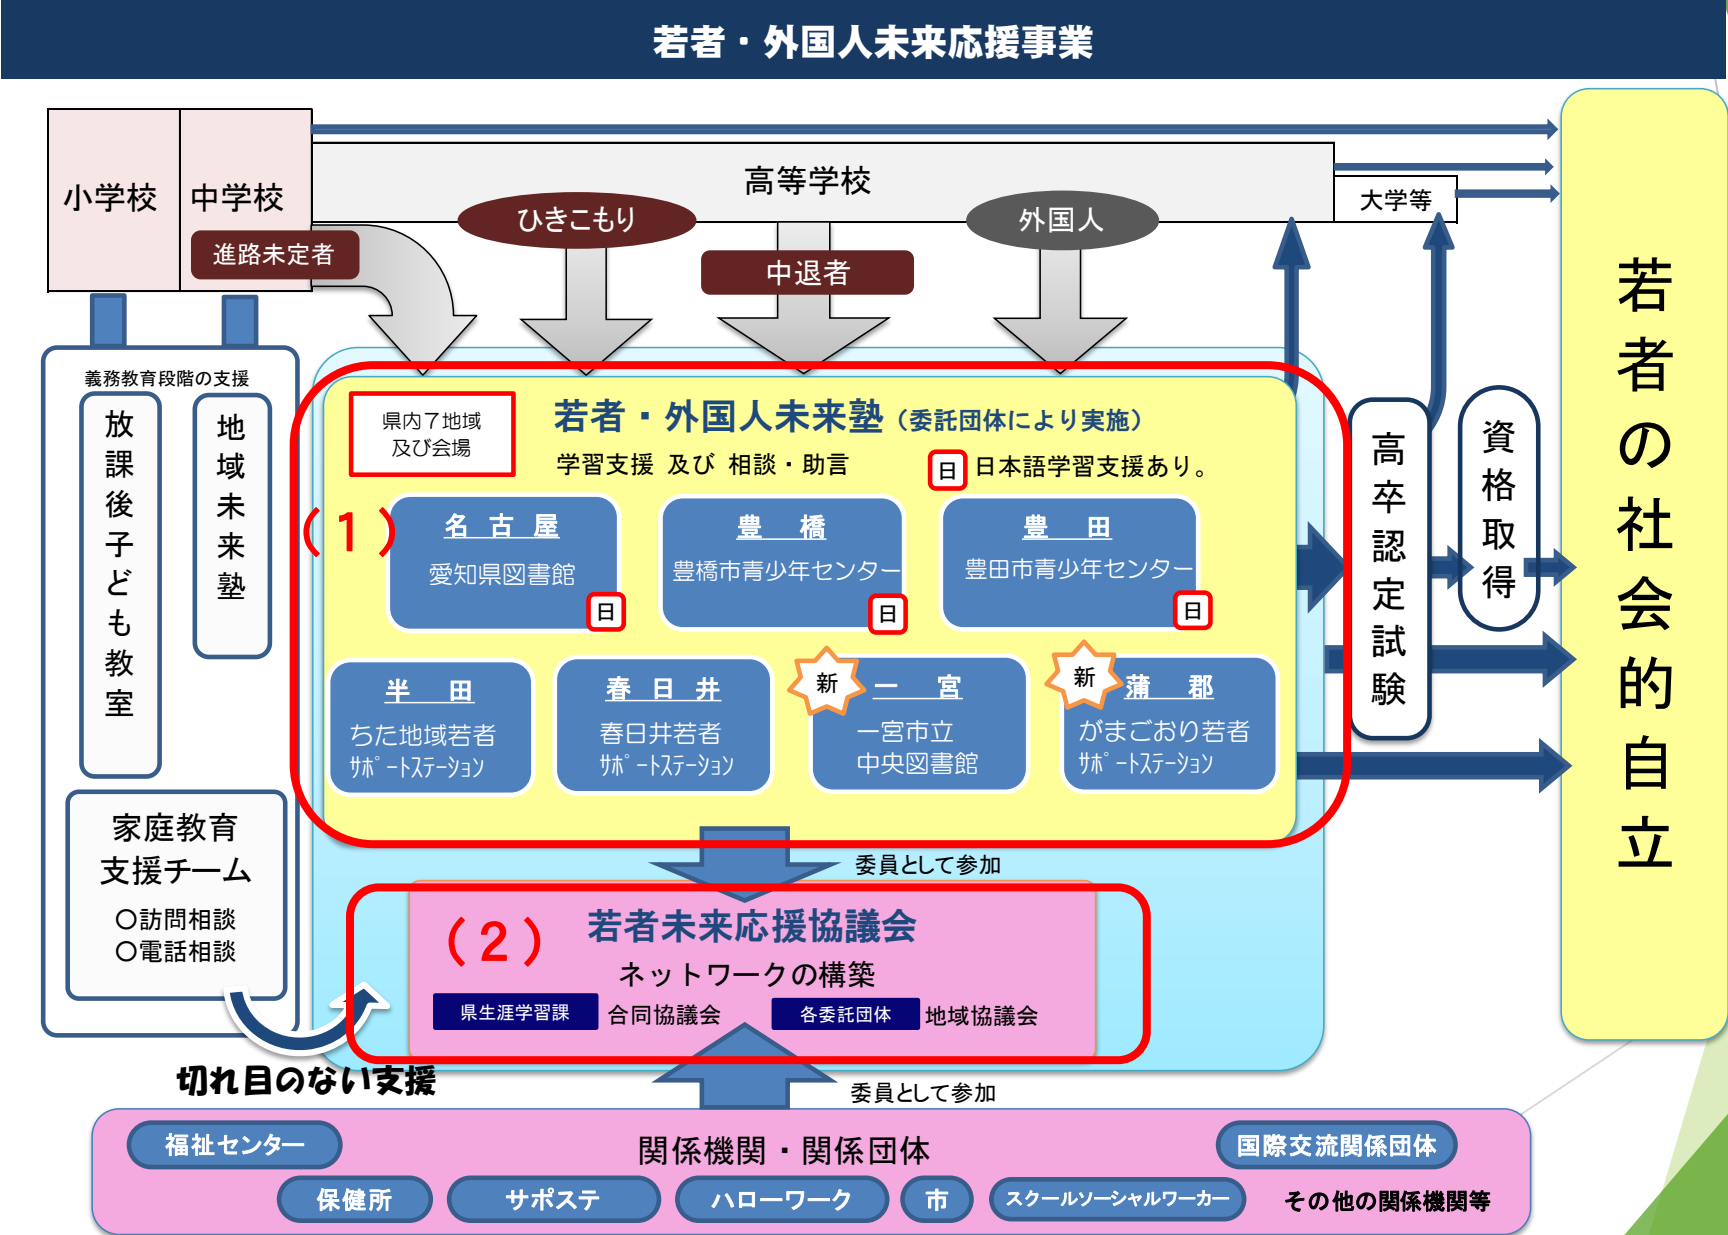 若者・外国人未来応援事業
小学校
中学校
高等学校
大学等
進路未定者
ひきこもり
中退者
外国人
義務教育段階の支援
放課後子ども教室
地域未来塾
家庭教育
支援チーム
〇訪問相談
〇電話相談
切れ目のない支援
県内７地域
及び会場
若者・外国人未来塾（委託団体により実施）
学習支援 及び 相談・助言
日 日本語学習支援あり。
（１）
名古屋
愛知県図書館
日
豊橋
豊橋市青少年センター
日
豊田
豊田市青少年センター
日
半田
ちた地域若者
ｻﾎﾟｰﾄｽﾃｰｼｮﾝ
春日井
春日井若者
ｻﾎﾟｰﾄｽﾃｰｼｮﾝ
新
一宮
一宮市立
中央図書館
新
蒲郡
がまごおり若者
ｻﾎﾟｰﾄｽﾃｰｼｮﾝ
高卒認定試験
資格取得
若者の社会的自立
委員として参加
（２）
若者未来応援協議会
ネットワークの構築
県生涯学習課 合同協議会
各委託団体 地域協議会
委員として参加
関係機関・関係団体
福祉センター
国際交流関係団体
保健所
サポステ
ハローワーク
市
スクールソーシャルワーカー
その他の関係機関等